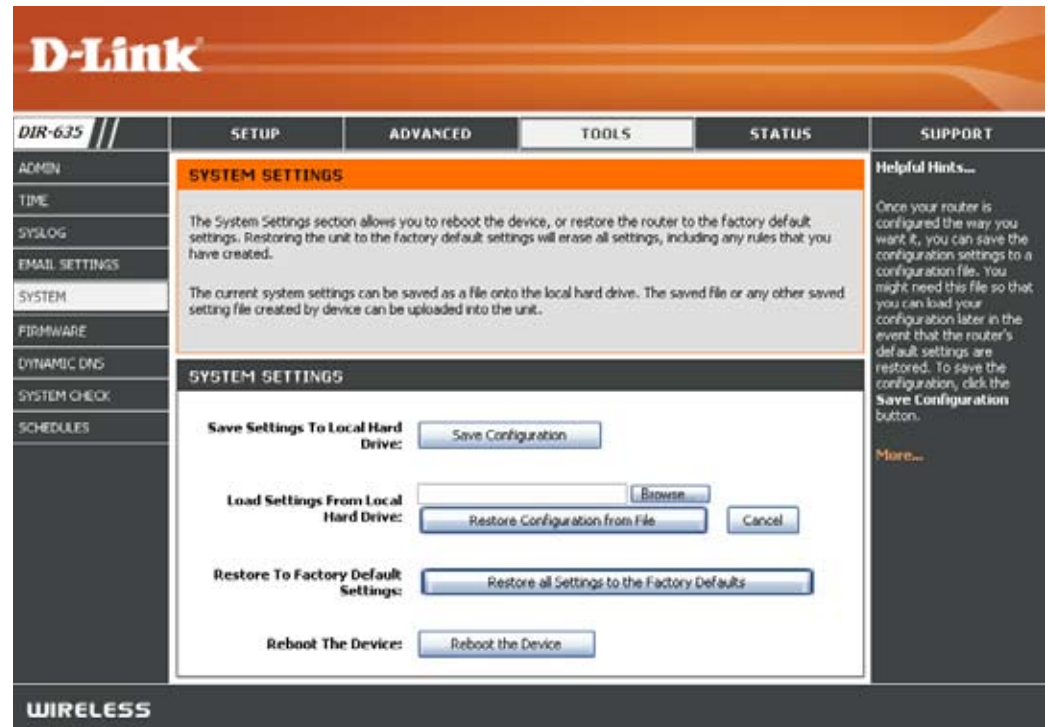 D-Link
DIR-635
SETUP
ADVANCED
TOOLS
STATUS
SUPPORT
ADMIN
TIME
SYSLOG
EMAIL SETTINGS
SYSTEM
FIRMWARE
DYNAMIC DNS
SYSTEM CHECK
SCHEDULES
SYSTEM SETTINGS
The System Settings section allows you to reboot the device, or restore the router to the factory default
settings. Restoring the unit to the factory default settings will erase all settings, including any rules that you
have created.
The current system settings can be saved as a file onto the local hard drive. The saved file or any other saved
setting file created by device can be uploaded into the unit.
SYSTEM SETTINGS
Save Settings To Local Hard
Drive:
Save Configuration
Load Settings From Local
Hard Drive:
Browse...
Restore Configuration from File
Cancel
Restore To Factory Default
Settings:
Restore all Settings to the Factory Defaults
Reboot The Device:
Reboot the Device
Helpful Hints...
Once your router is
configured the way you
want it, you can save the
configuration settings to a
configuration file. You
might need this file so that
you can load your
configuration later in the
event that the router's
default settings are
restored. To save the
configuration, click the
Save Configuration
button.
More...
WIRELESS